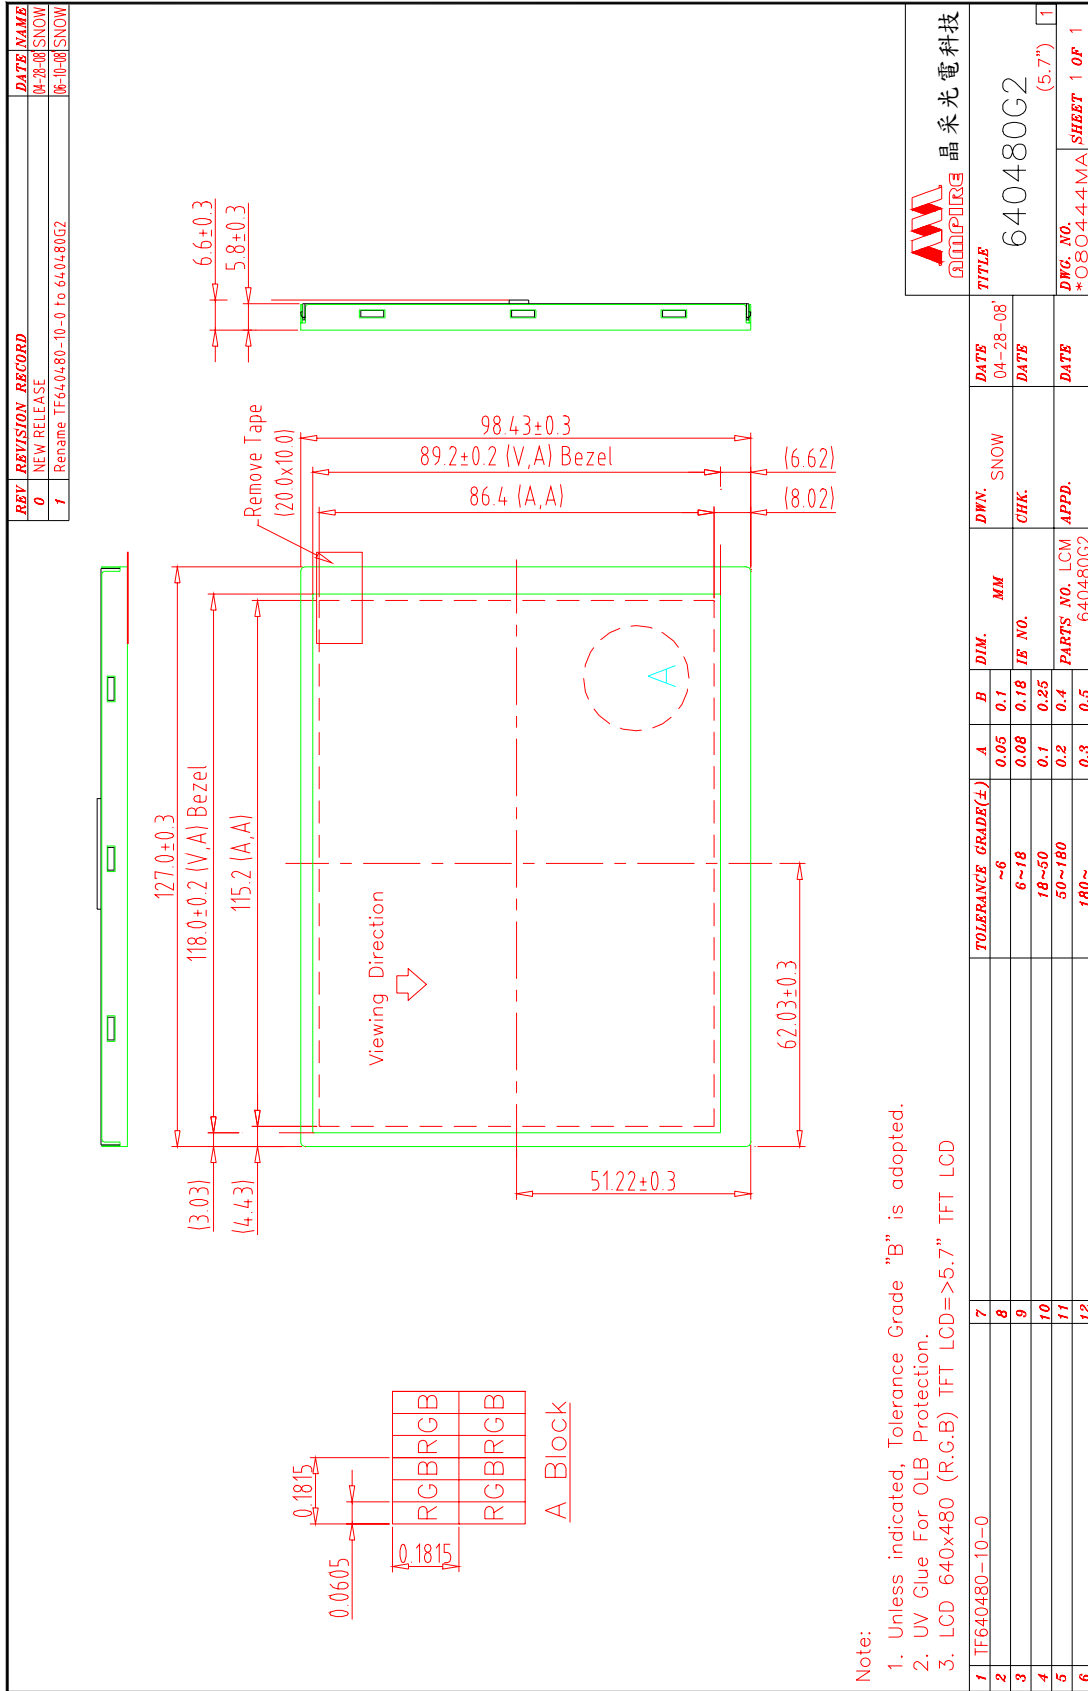 REV REVISION RECORD DATE NAME
0 NEW RELEASE 04-28-08' SNOW
1 Rename TF640480-10-0 to 640480G2 06-10-08' SNOW
6.6±0.3
5.8±0.3
Remove Tape
(20.0x10.0)
127.0±0.3
118.0±0.2 (V,A) Bezel
115.2 (A,A)
(3.03)
(4.43)
98.43±0.3
89.2±0.2 (V,A) Bezel
86.4 (A,A)
(6.62)
(8.02)
Viewing Direction
A
62.03±0.3
51.22±0.3
0.1815
0.0605
0.1815
R G B R G B
R G B R G B
A Block
Note:
1. Unless indicated, Tolerance Grade "B" is adopted.
2. UV Glue For OLB Protection.
3. LCD 640x480 (R.G.B) TFT LCD=>5.7" TFT LCD
AMPIRE 晶采光電科技
1 TF640480-10-0 7
2 8
3 9
4 10
5 11
6 12
TOLERANCE GRADE(±) A B
~6 0.05 0.1
6~18 0.08 0.18
18~50 0.1 0.25
50~180 0.2 0.4
180~ 0.3 0.5
DIM. MM
IE NO.
PARTS NO. LCM
640480G2
DWN. SNOW
CHK.
APPD.
DATE
04-28-08'
DATE
DATE
TITLE
640480G2
(5.7")
1
DWG. NO.
*080444MA
SHEET 1 OF 1